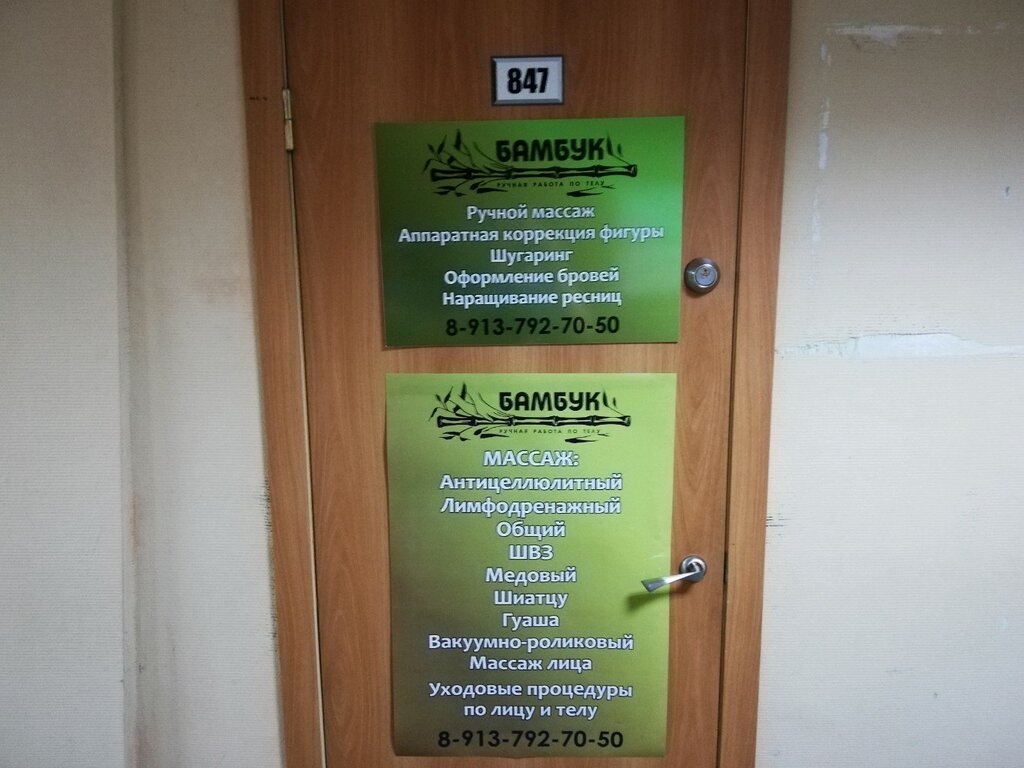 847
БАМБУК
РУЧНАЯ РАБОТА ПО ТЕЛУ
Ручной массаж
Аппаратная коррекция фигуры
Шугаринг
Оформление бровей
Наращивание ресниц
8-913-792-70-50
БАМБУК
РУЧНАЯ РАБОТА ПО ТЕЛУ
МАССАЖ:
Антицеллюлитный
Лимфодренажный
Общий
ШВЗ
Медовый
Шиатцу
Гуаша
Вакуумно-роликовый
Массаж лица
Уходовые процедуры
по лицу и телу
8-913-792-70-50